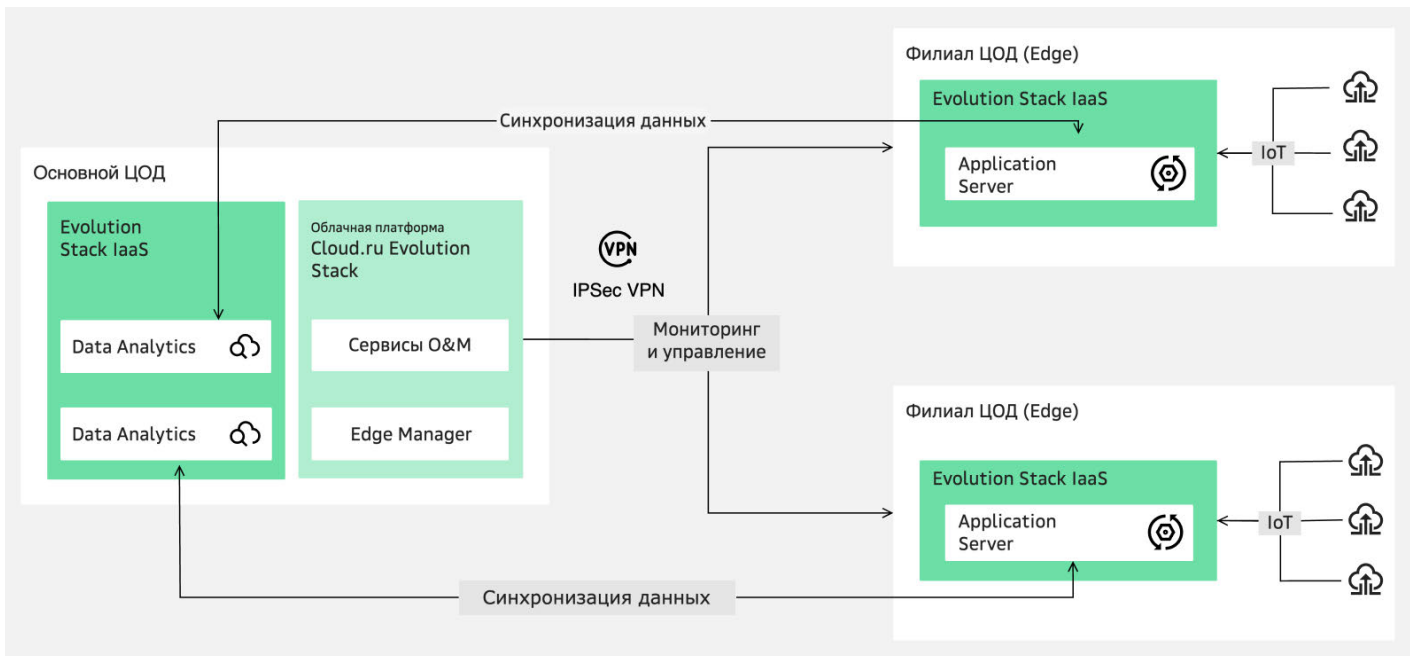 Филиал ЦОД (Edge)
Evolution Stack IaaS
Синхронизация данных
Application
Server
IoT
Основной ЦОД
Evolution
Stack IaaS
Облачная платформа
Cloud.ru Evolution
Stack
VPN
IPSec VPN
Data Analytics
Сервисы O&M
Мониторинг
и управление
Data Analytics
Edge Manager
Филиал ЦОД (Edge)
Evolution Stack IaaS
Application
Server
IoT
Синхронизация данных